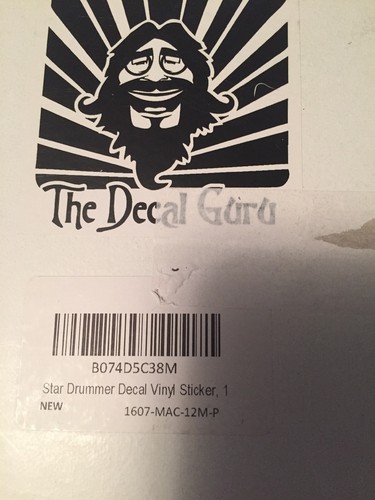 The Decal Guru
B074D5C38M
Star Drummer Decal Vinyl Sticker, 1
NEW
1607-MAC-12M-P